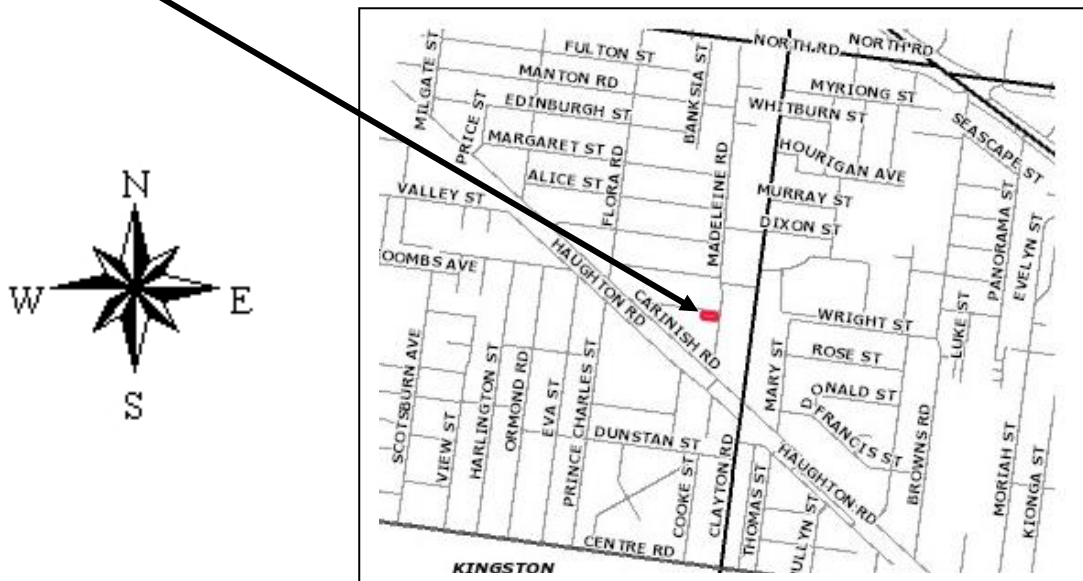 N
W E
S
MILGATE ST
FULTON ST
BANKSIA ST
NORTH RD
NORTH RD
MANTON RD
MYRIONG ST
PRICE ST
EDINBURGH ST
WHITBURN ST
SEASCAPE ST
MARGARET ST
FLORA RD
MADELEINE RD
HOURIGAN AVE
ALICE ST
VALLEY ST
MURRAY ST
PANORAMA ST
EVELYN ST
DIXON ST
OOMBS AVE
HAUGHTON RD
CARINISH RD
WRIGHT ST
LUKE ST
SCOTSBURN AVE
VIEW ST
HARLINGTON ST
ORMOND RD
EVA ST
PRINCE CHARLES ST
MARY ST
ROSE ST
DONALD ST
FRANCIS ST
BROWNS RD
DUNSTAN ST
COOKE ST
CLAYTON RD
THOMAS ST
HAUGHTON RD
ULLYN ST
MORIAH ST
KIONGA ST
CENTRE RD
KINGSTON